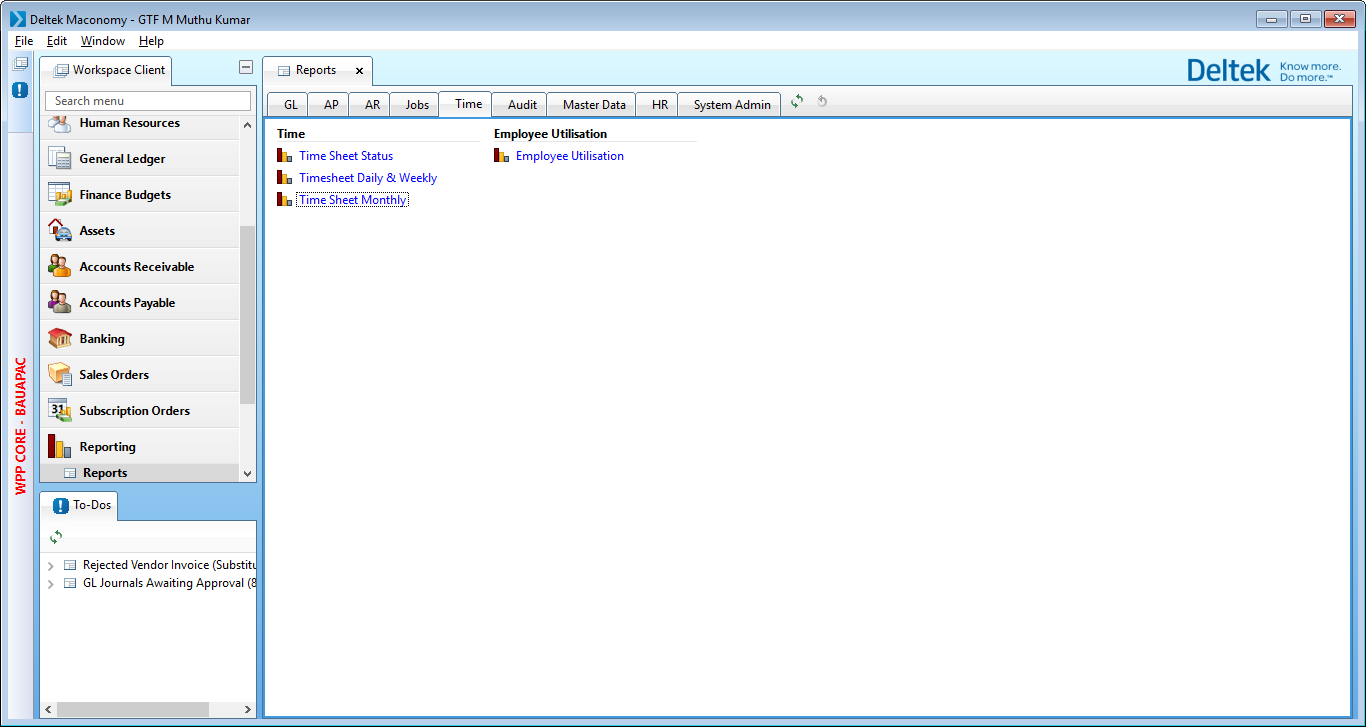 Deltek Maconomy - GTF M Muthu Kumar
File Edit Window Help
Workspace Client
Reports
Deltek Know more. Do more.™
Search menu
GL AP AR Jobs Time Audit Master Data HR System Admin
Human Resources
General Ledger
Finance Budgets
Assets
Accounts Receivable
Accounts Payable
Banking
Sales Orders
31
Subscription Orders
Reporting
Reports
Time
Time Sheet Status
Timesheet Daily & Weekly
Time Sheet Monthly
Employee Utilisation
Employee Utilisation
WPP CORE - BAUAPAC
To-Dos
Rejected Vendor Invoice (Substitu
GL Journals Awaiting Approval (8